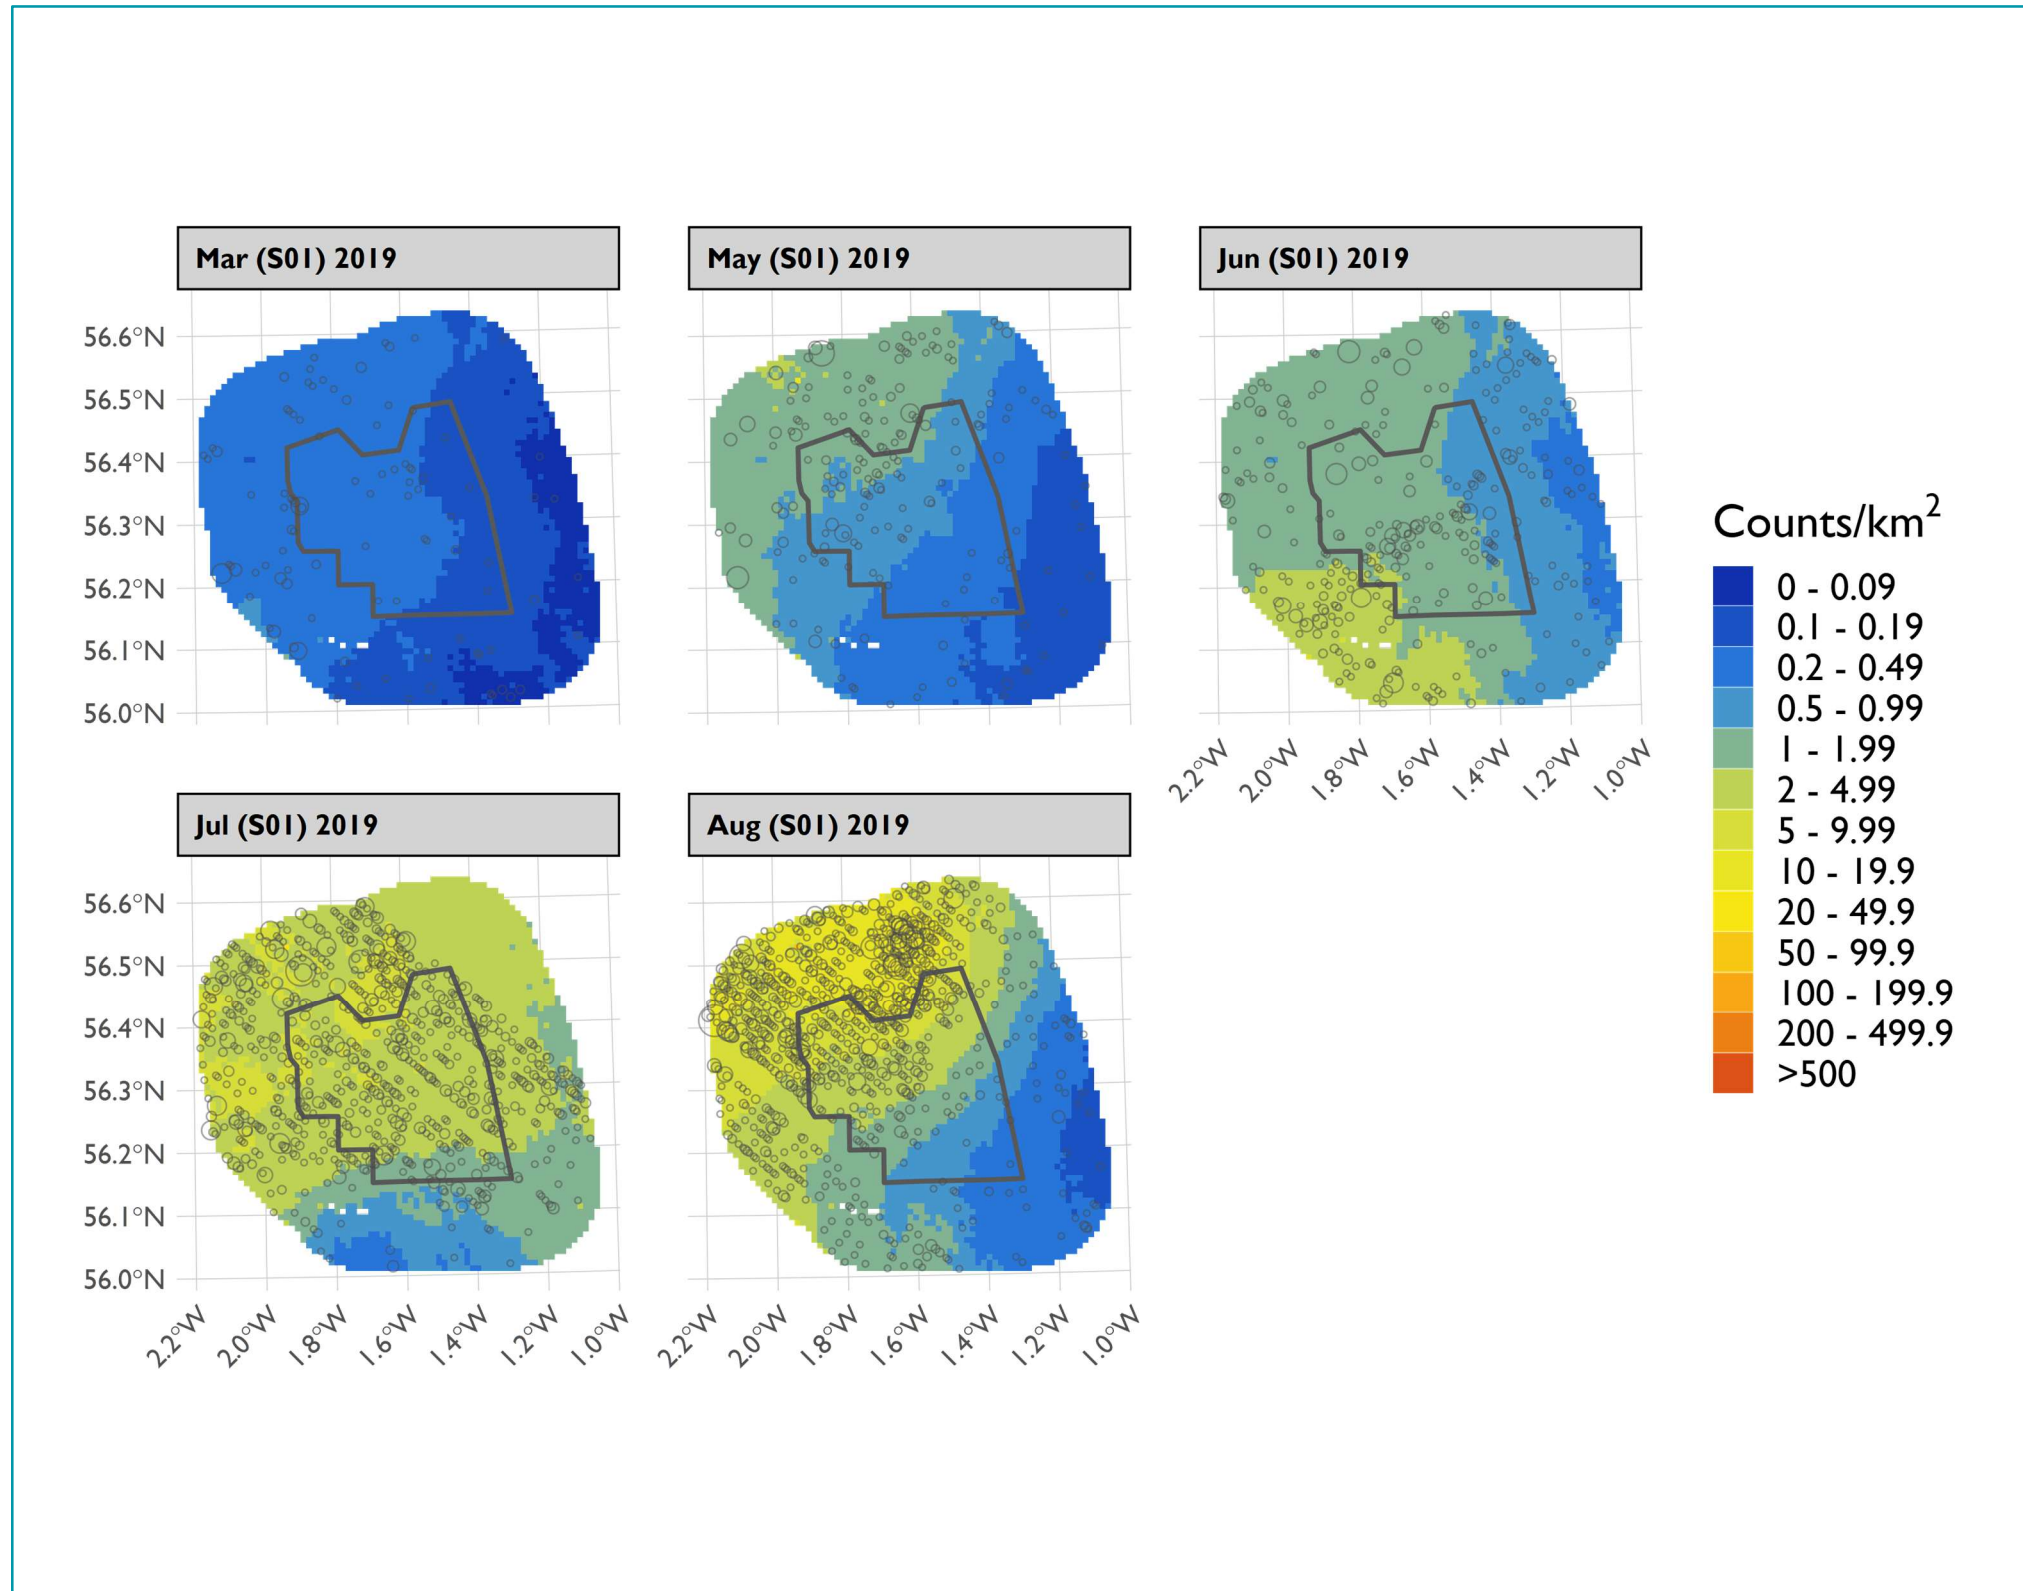 Mar (S01) 2019
May (S01) 2019
Jun (S01) 2019
56.6°N
56.5°N
56.4°N
56.3°N
56.2°N
56.1°N
56.0°N
2.2°W 2.0°W 1.8°W 1.6°W 1.4°W 1.2°W 1.0°W
Jul (S01) 2019
Aug (S01) 2019
56.6°N
56.5°N
56.4°N
56.3°N
56.2°N
56.1°N
56.0°N
2.2°W 2.0°W 1.8°W 1.6°W 1.4°W 1.2°W 1.0°W
2.2°W 2.0°W 1.8°W 1.6°W 1.4°W 1.2°W 1.0°W
Counts/km²
0 - 0.09
0.1 - 0.19
0.2 - 0.49
0.5 - 0.99
1 - 1.99
2 - 4.99
5 - 9.99
10 - 19.9
20 - 49.9
50 - 99.9
100 - 199.9
200 - 499.9
>500